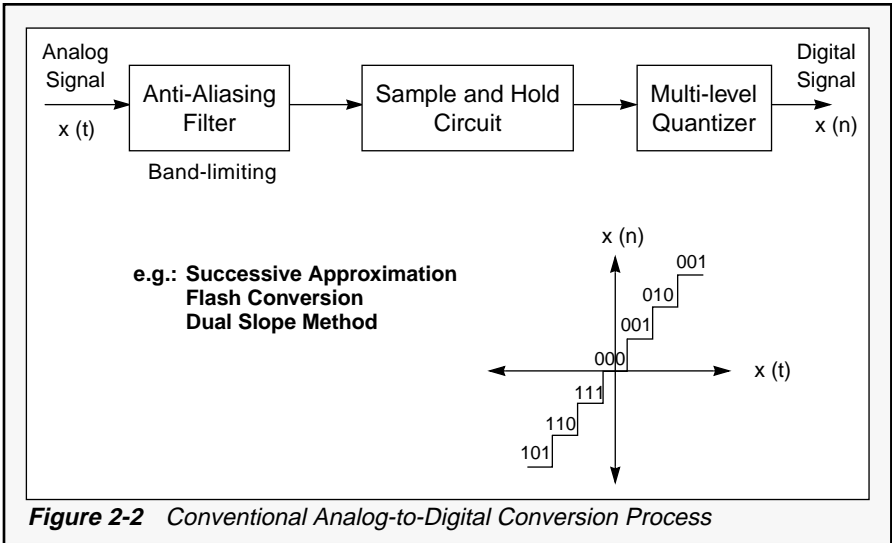 Analog
Signal
x (t)
Anti-Aliasing
Filter
Band-limiting
Sample and Hold
Circuit
Multi-level
Quantizer
Digital
Signal
x (n)
e.g.: Successive Approximation
Flash Conversion
Dual Slope Method
x (n)
001
010
001
000
x (t)
111
110
101
Figure 2-2 Conventional Analog-to-Digital Conversion Process